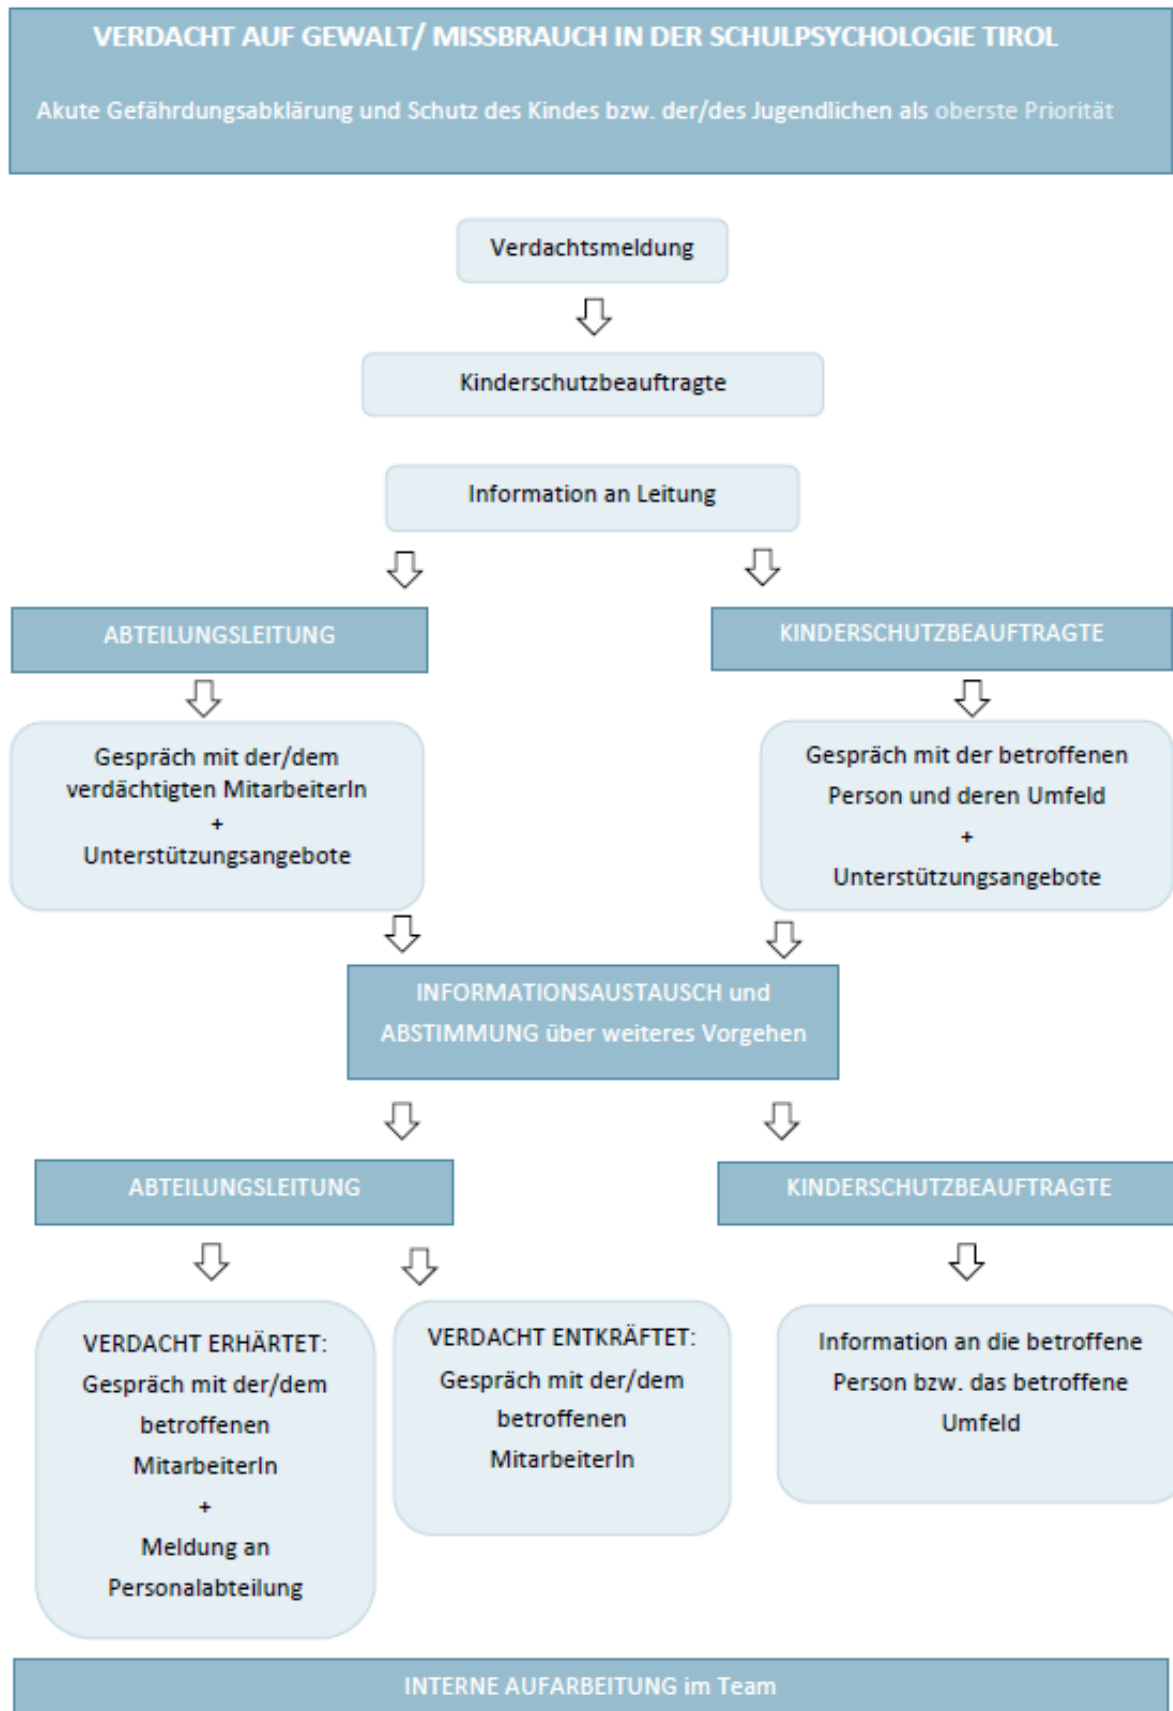 VERDACHT AUF GEWALT/ MISSBRAUCH IN DER SCHULPSYCHOLOGIE TIROL
Akute Gefährdungsabklärung und Schutz des Kindes bzw. der/des Jugendlichen als oberste Priorität
Verdachtsmeldung
Kinderschutzbeauftragte
Information an Leitung
ABTEILUNGSLEITUNG
KINDERSCHUTZBEAUFTRAGTE
Gespräch mit der/dem
verdächtigten MitarbeiterIn
+
Unterstützungsangebote
Gespräch mit der betroffenen
Person und deren Umfeld
+
Unterstützungsangebote
INFORMATIONSAUSTAUSCH und
ABSTIMMUNG über weiteres Vorgehen
ABTEILUNGSLEITUNG
KINDERSCHUTZBEAUFTRAGTE
VERDACHT ERHÄRTET:
Gespräch mit der/dem
betroffenen
MitarbeiterIn
+
Meldung an
Personalabteilung
VERDACHT ENTKRÄFTET:
Gespräch mit der/dem
betroffenen
MitarbeiterIn
Information an die betroffene
Person bzw. das betroffene
Umfeld
INTERNE AUFARBEITUNG im Team